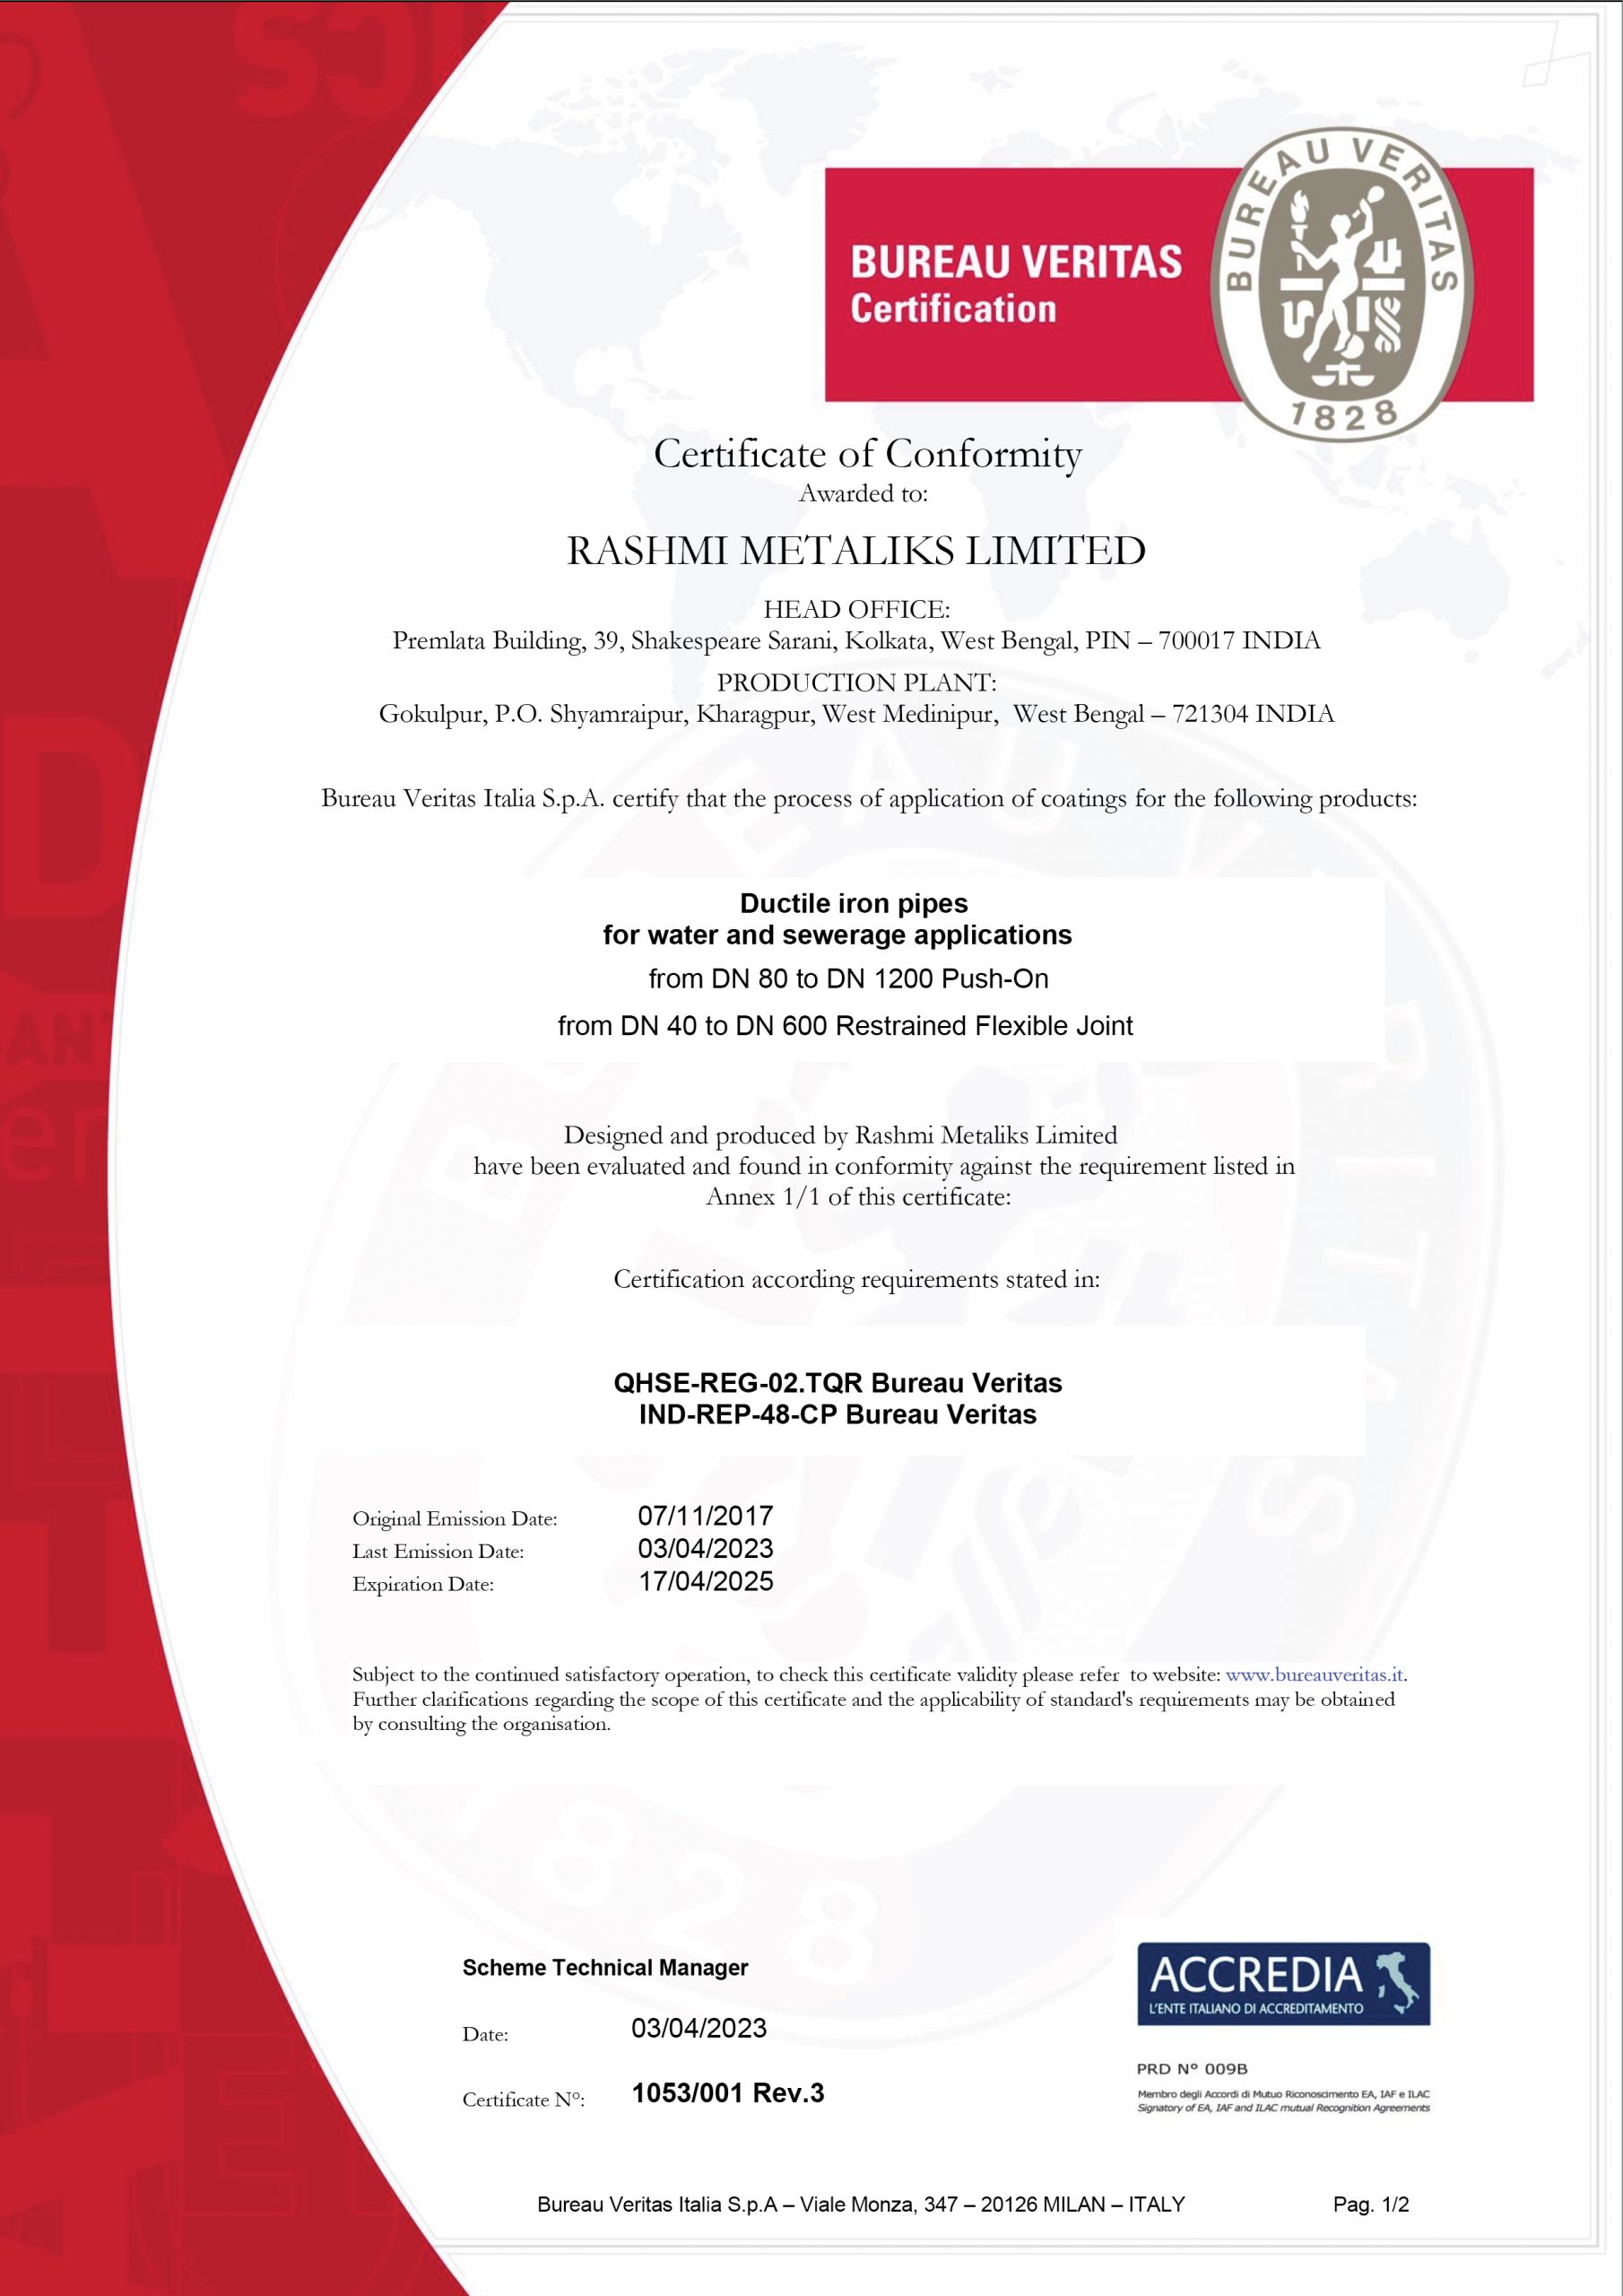 BUREAU VERITAS
Certification
BUREAU VERITAS
1828
Certificate of Conformity
Awarded to:
RASHMI METALIKS LIMITED
HEAD OFFICE:
Premlata Building, 39, Shakespeare Sarani, Kolkata, West Bengal, PIN – 700017 INDIA
PRODUCTION PLANT:
Gokulpur, P.O. Shyamraipur, Kharagpur, West Medinipur, West Bengal – 721304 INDIA
Bureau Veritas Italia S.p.A. certify that the process of application of coatings for the following products:
Ductile iron pipes
for water and sewerage applications
from DN 80 to DN 1200 Push-On
from DN 40 to DN 600 Restrained Flexible Joint
Designed and produced by Rashmi Metaliks Limited
have been evaluated and found in conformity against the requirement listed in
Annex 1/1 of this certificate:
Certification according requirements stated in:
QHSE-REG-02.TQR Bureau Veritas
IND-REP-48-CP Bureau Veritas
Original Emission Date: 07/11/2017
Last Emission Date: 03/04/2023
Expiration Date: 17/04/2025
Subject to the continued satisfactory operation, to check this certificate validity please refer to website: www.bureauveritas.it.
Further clarifications regarding the scope of this certificate and the applicability of standard's requirements may be obtained
by consulting the organisation.
Scheme Technical Manager
Date: 03/04/2023
Certificate N°: 1053/001 Rev.3
ACCREDIA
L'ENTE ITALIANO DI ACCREDITAMENTO
PRD N° 009B
Membro degli Accordi di Mutuo Riconoscimento EA, IAF e ILAC
Signatory of EA, IAF and ILAC mutual Recognition Agreements
Bureau Veritas Italia S.p.A – Viale Monza, 347 – 20126 MILAN – ITALY Pag. 1/2